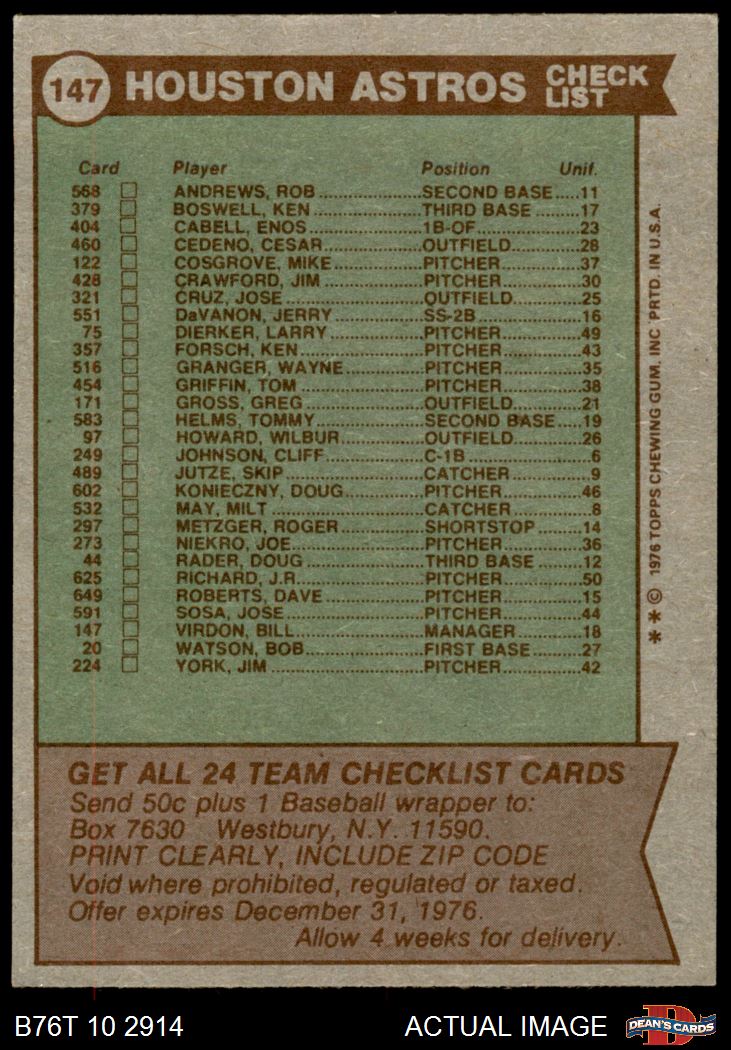 147 HOUSTON ASTROS CHECK LIST
Card Player Position Unif.
568 ANDREWS, ROB SECOND BASE 11
379 BOSWELL, KEN THIRD BASE 17
404 CABELL, ENOS 1B-OF 23
460 CEDENO, CESAR OUTFIELD 28
122 COSGROVE, MIKE PITCHER 37
428 CRAWFORD, JIM PITCHER 30
321 CRUZ, JOSE OUTFIELD 25
551 DaVANON, JERRY SS-2B 16
75 DIERKER, LARRY PITCHER 49
357 FORSCH, KEN PITCHER 43
516 GRANGER, WAYNE PITCHER 35
454 GRIFFIN, TOM PITCHER 38
171 GROSS, GREG OUTFIELD 21
583 HELMS, TOMMY SECOND BASE 19
97 HOWARD, WILBUR OUTFIELD 26
249 JOHNSON, CLIFF C-1B 6
489 JUTZE, SKIP CATCHER 9
602 KONIECZNY, DOUG PITCHER 46
532 MAY, MILT CATCHER 8
297 METZGER, ROGER SHORTSTOP 14
273 NIEKRO, JOE PITCHER 36
44 RADER, DOUG THIRD BASE 12
625 RICHARD, J.R. PITCHER 50
649 ROBERTS, DAVE PITCHER 15
591 SOSA, JOSE PITCHER 44
147 VIRDON, BILL MANAGER 18
20 WATSON, BOB FIRST BASE 27
224 YORK, JIM PITCHER 42
**© 1976 TOPPS CHEWING GUM. INC PRTD. IN U.S.A.
GET ALL 24 TEAM CHECKLIST CARDS
Send 50c plus 1 Baseball wrapper to:
Box 7630 Westbury, N.Y. 11590.
PRINT CLEARLY, INCLUDE ZIP CODE
Void where prohibited, regulated or taxed.
Offer expires December 31, 1976.
Allow 4 weeks for delivery.
B76T 10 2914 ACTUAL IMAGE D DEAN'S CARDS